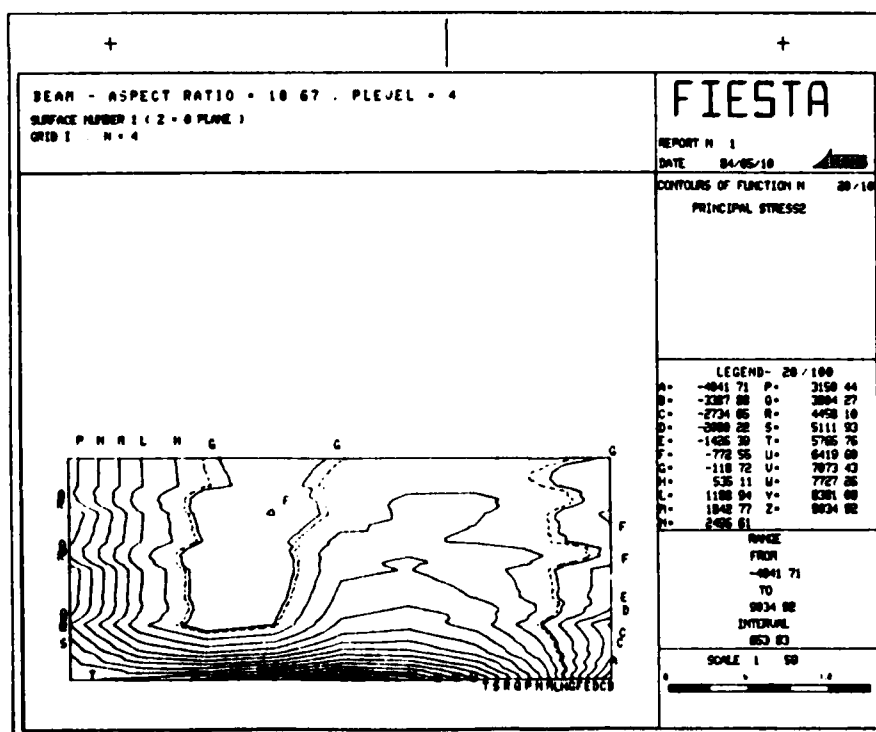 BEAM - ASPECT RATIO = 10 67 . PLEVEL = 4
SURFACE NUMBER 1 ( Z = 0 PLANE )
GRID I . N = 4
FIESTA
REPORT N 1
DATE 84/05/10
CONTOURS OF FUNCTION N 20/10
PRINCIPAL STRESS2
LEGEND- 20/100
A= -4041 71 P= 3150 44
B= -3387 88 Q= 3804 27
C= -2734 05 R= 4458 10
D= -2080 22 S= 5111 93
E= -1426 39 T= 5765 76
F= -772 55 U= 6419 60
G= -118 72 V= 7073 43
H= 535 11 W= 7727 26
L= 1188 94 Y= 8381 09
M= 1842 77 Z= 9034 92
N= 2496 61
RANGE
FROM
-4041 71
TO
9034 92
INTERVAL
653 83
SCALE 1 50
P N M L H G G G
F
F
F
E
D
C
C
A
S
T